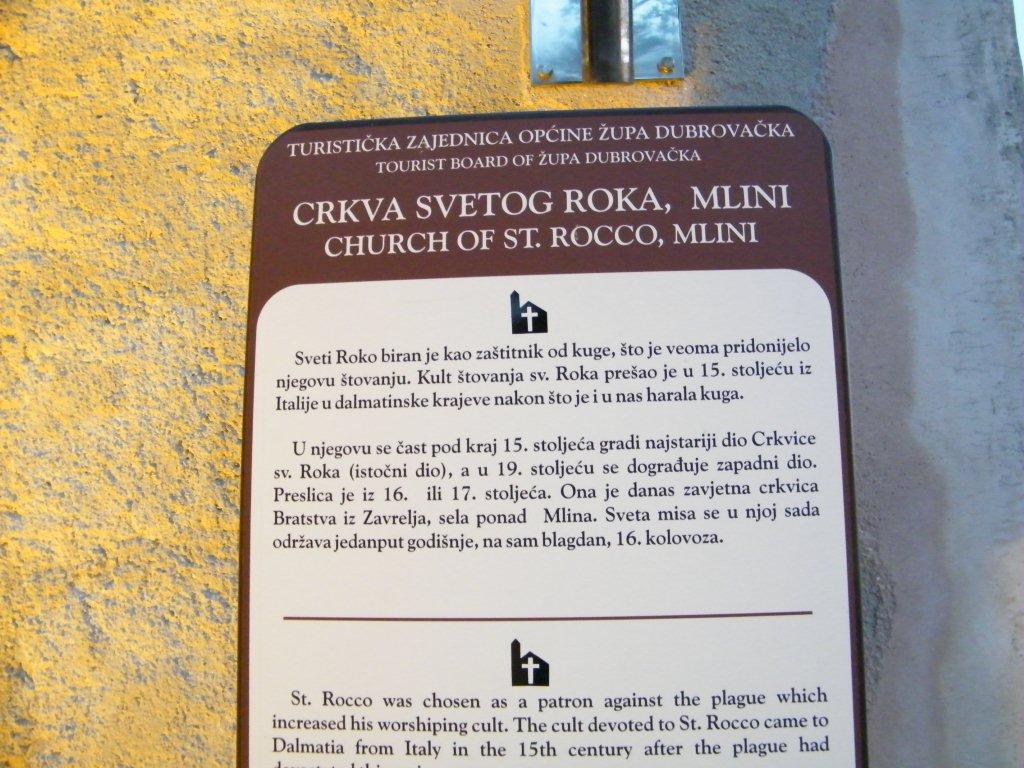 TURISTIČKA ZAJEDNICA OPĆINE ŽUPA DUBROVAČKA
TOURIST BOARD OF ŽUPA DUBROVAČKA
CRKVA SVETOG ROKA, MLINI
CHURCH OF ST. ROCCO, MLINI
Sveti Roko biran je kao zaštitnik od kuge, što je veoma pridonijelo
njegovu štovanju. Kult štovanja sv. Roka prešao je u 15. stoljeću iz
Italije u dalmatinske krajeve nakon što je i u nas harala kuga.
U njegovu se čast pod kraj 15. stoljeća gradi najstariji dio Crkvice
sv. Roka (istočni dio), a u 19. stoljeću se dograđuje zapadni dio.
Preslica je iz 16. ili 17. stoljeća. Ona je danas zavjetna crkvica
Bratstva iz Zavrelja, sela ponad Mlina. Sveta misa se u njoj sada
održava jedanput godišnje, na sam blagdan, 16. kolovoza.
St. Rocco was chosen as a patron against the plague which
increased his worshiping cult. The cult devoted to St. Rocco came to
Dalmatia from Italy in the 15th century after the plague had